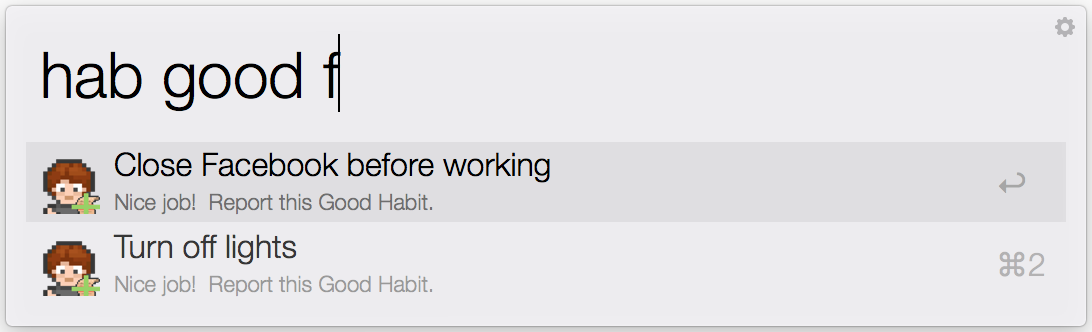 hab good f
Close Facebook before working
Nice job!  Report this Good Habit.
↩
Turn off lights
Nice job!  Report this Good Habit.
⌘2